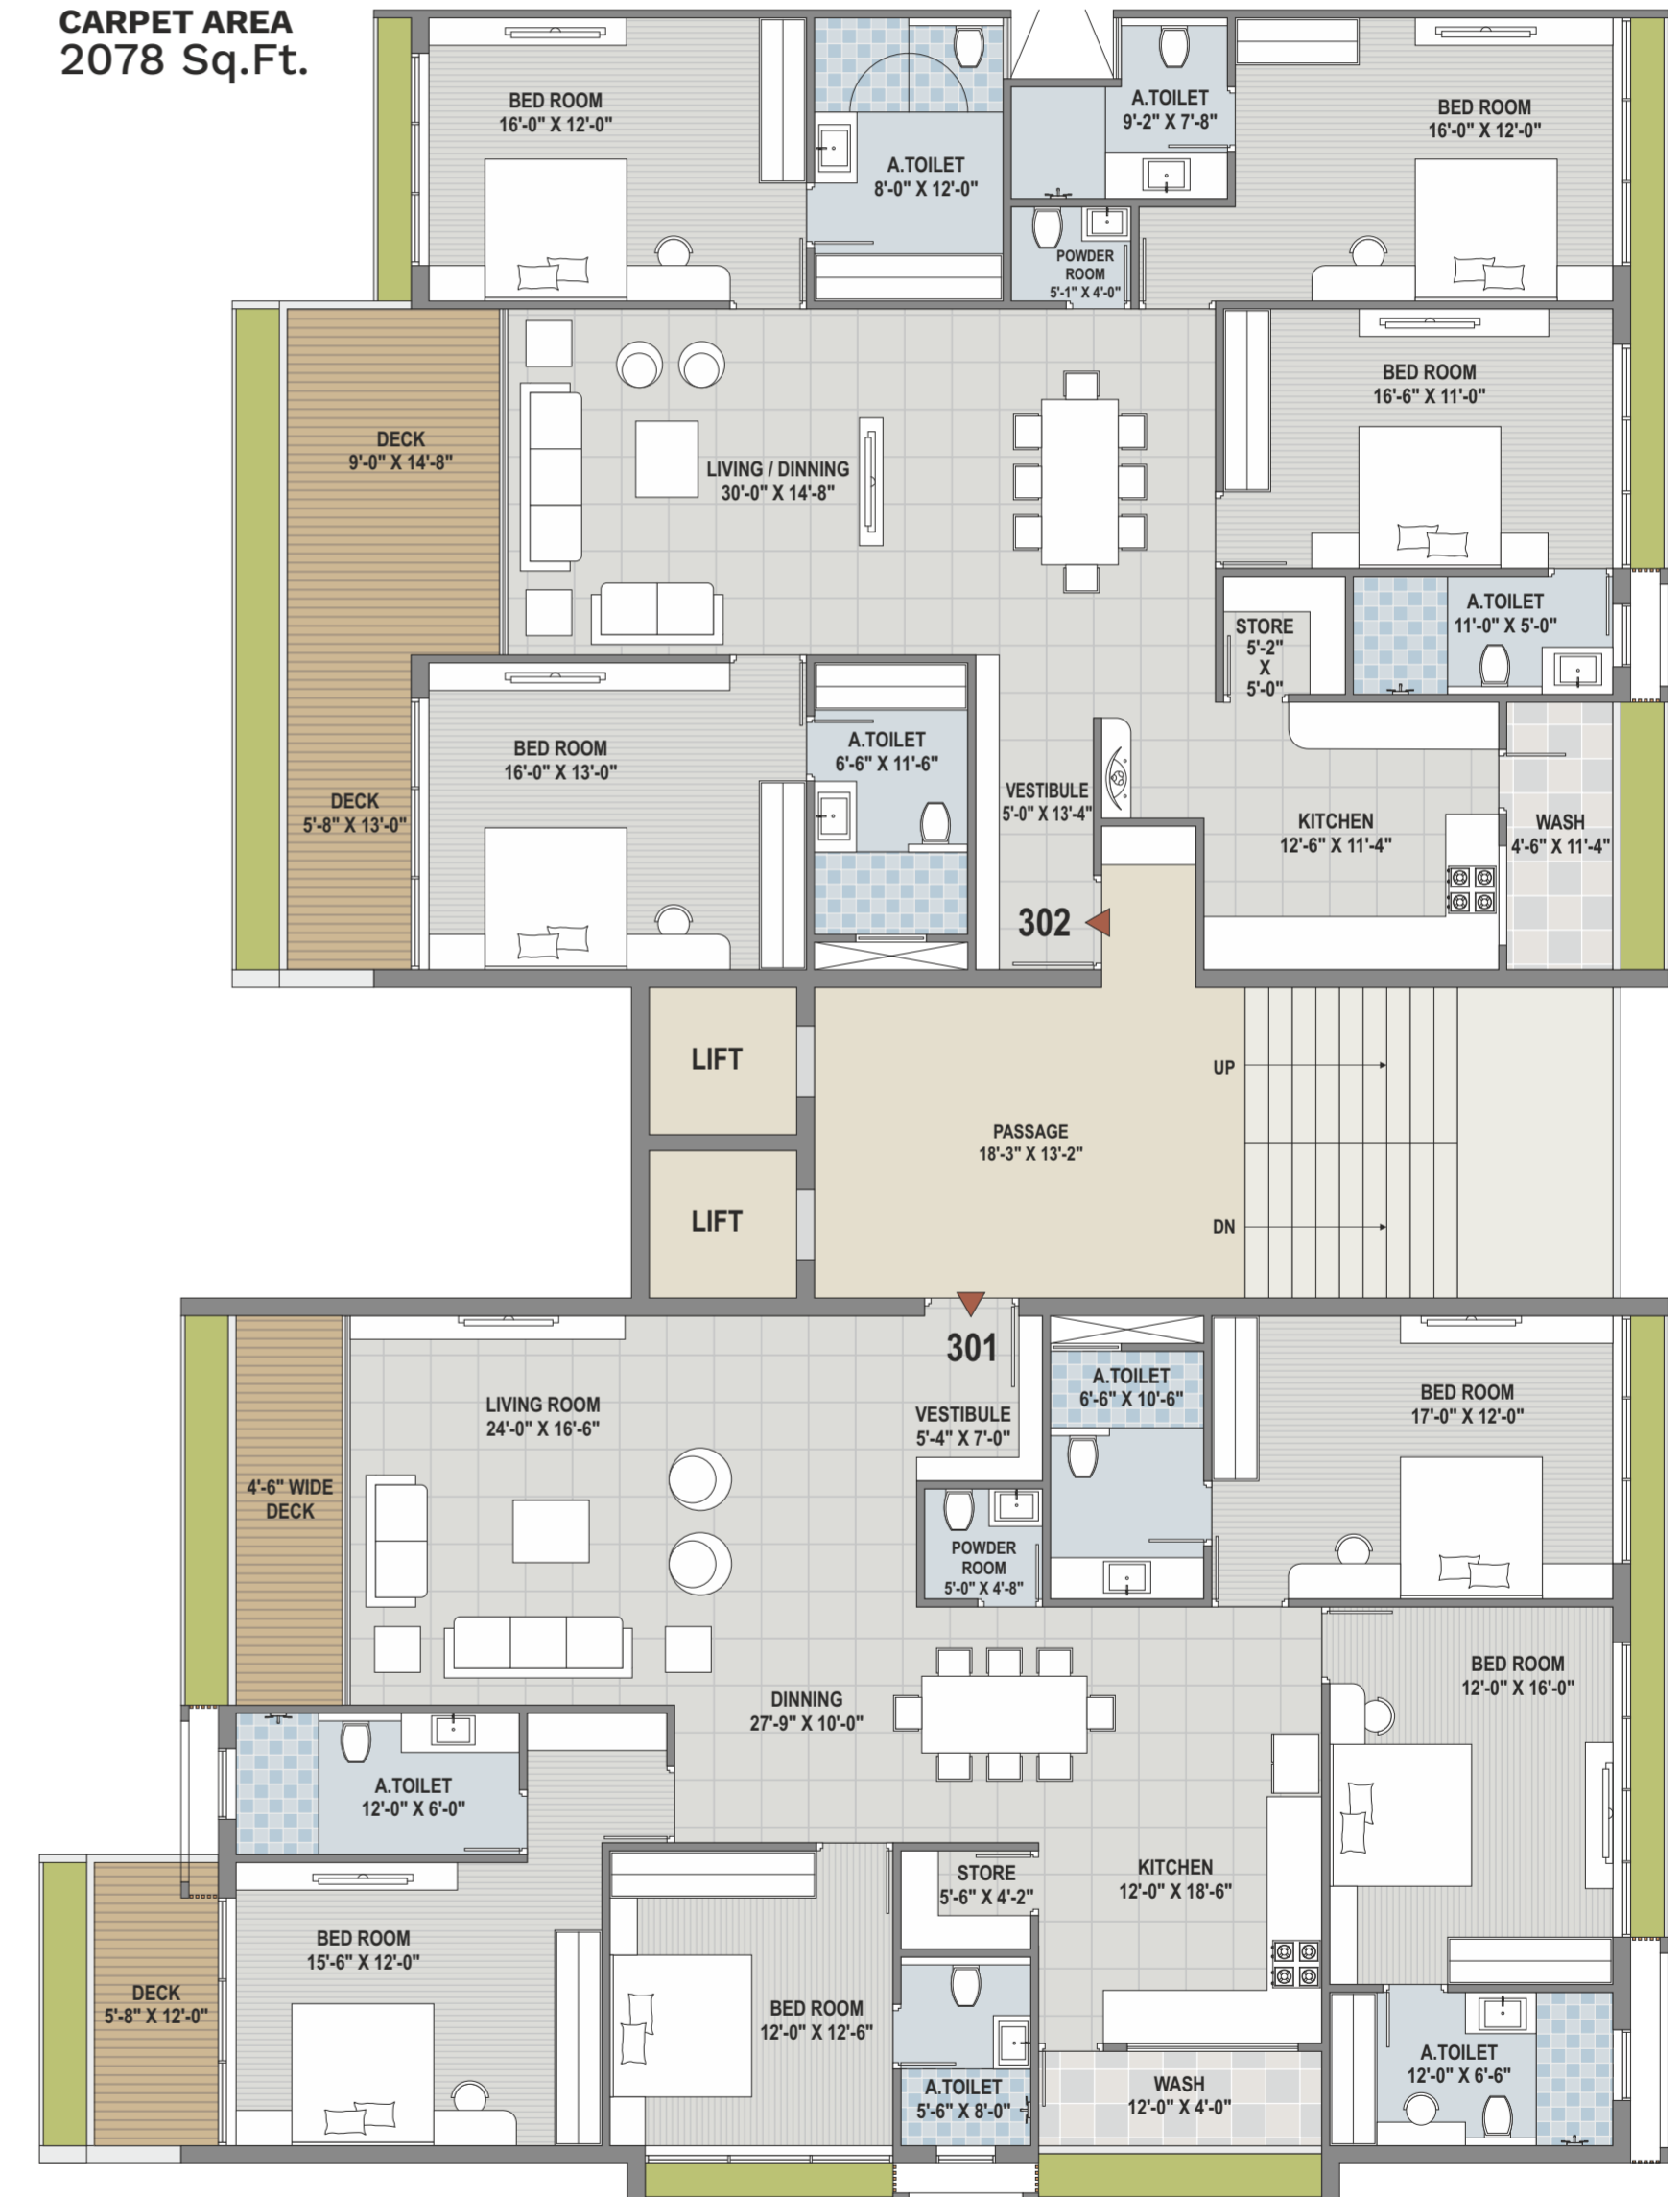 CARPET AREA
2078 Sq.Ft.
BED ROOM
16'-0" X 12'-0"
A.TOILET
8'-0" X 12'-0"
A.TOILET
9'-2" X 7'-8"
BED ROOM
16'-0" X 12'-0"
POWDER
ROOM
5'-1" X 4'-0"
DECK
9'-0" X 14'-8"
LIVING / DINNING
30'-0" X 14'-8"
BED ROOM
16'-6" X 11'-0"
STORE
5'-2"
X
5'-0"
A.TOILET
11'-0" X 5'-0"
BED ROOM
16'-0" X 13'-0"
A.TOILET
6'-6" X 11'-6"
DECK
5'-8" X 13'-0"
VESTIBULE
5'-0" X 13'-4"
KITCHEN
12'-6" X 11'-4"
WASH
4'-6" X 11'-4"
302
LIFT
UP
PASSAGE
18'-3" X 13'-2"
LIFT
DN
301
LIVING ROOM
24'-0" X 16'-6"
VESTIBULE
5'-4" X 7'-0"
A.TOILET
6'-6" X 10'-6"
BED ROOM
17'-0" X 12'-0"
4'-6" WIDE
DECK
POWDER
ROOM
5'-0" X 4'-8"
DINNING
27'-9" X 10'-0"
BED ROOM
12'-0" X 16'-0"
A.TOILET
12'-0" X 6'-0"
STORE
5'-6" X 4'-2"
KITCHEN
12'-0" X 18'-6"
BED ROOM
15'-6" X 12'-0"
DECK
5'-8" X 12'-0"
BED ROOM
12'-0" X 12'-6"
A.TOILET
5'-6" X 8'-0"
WASH
12'-0" X 4'-0"
A.TOILET
12'-0" X 6'-6"